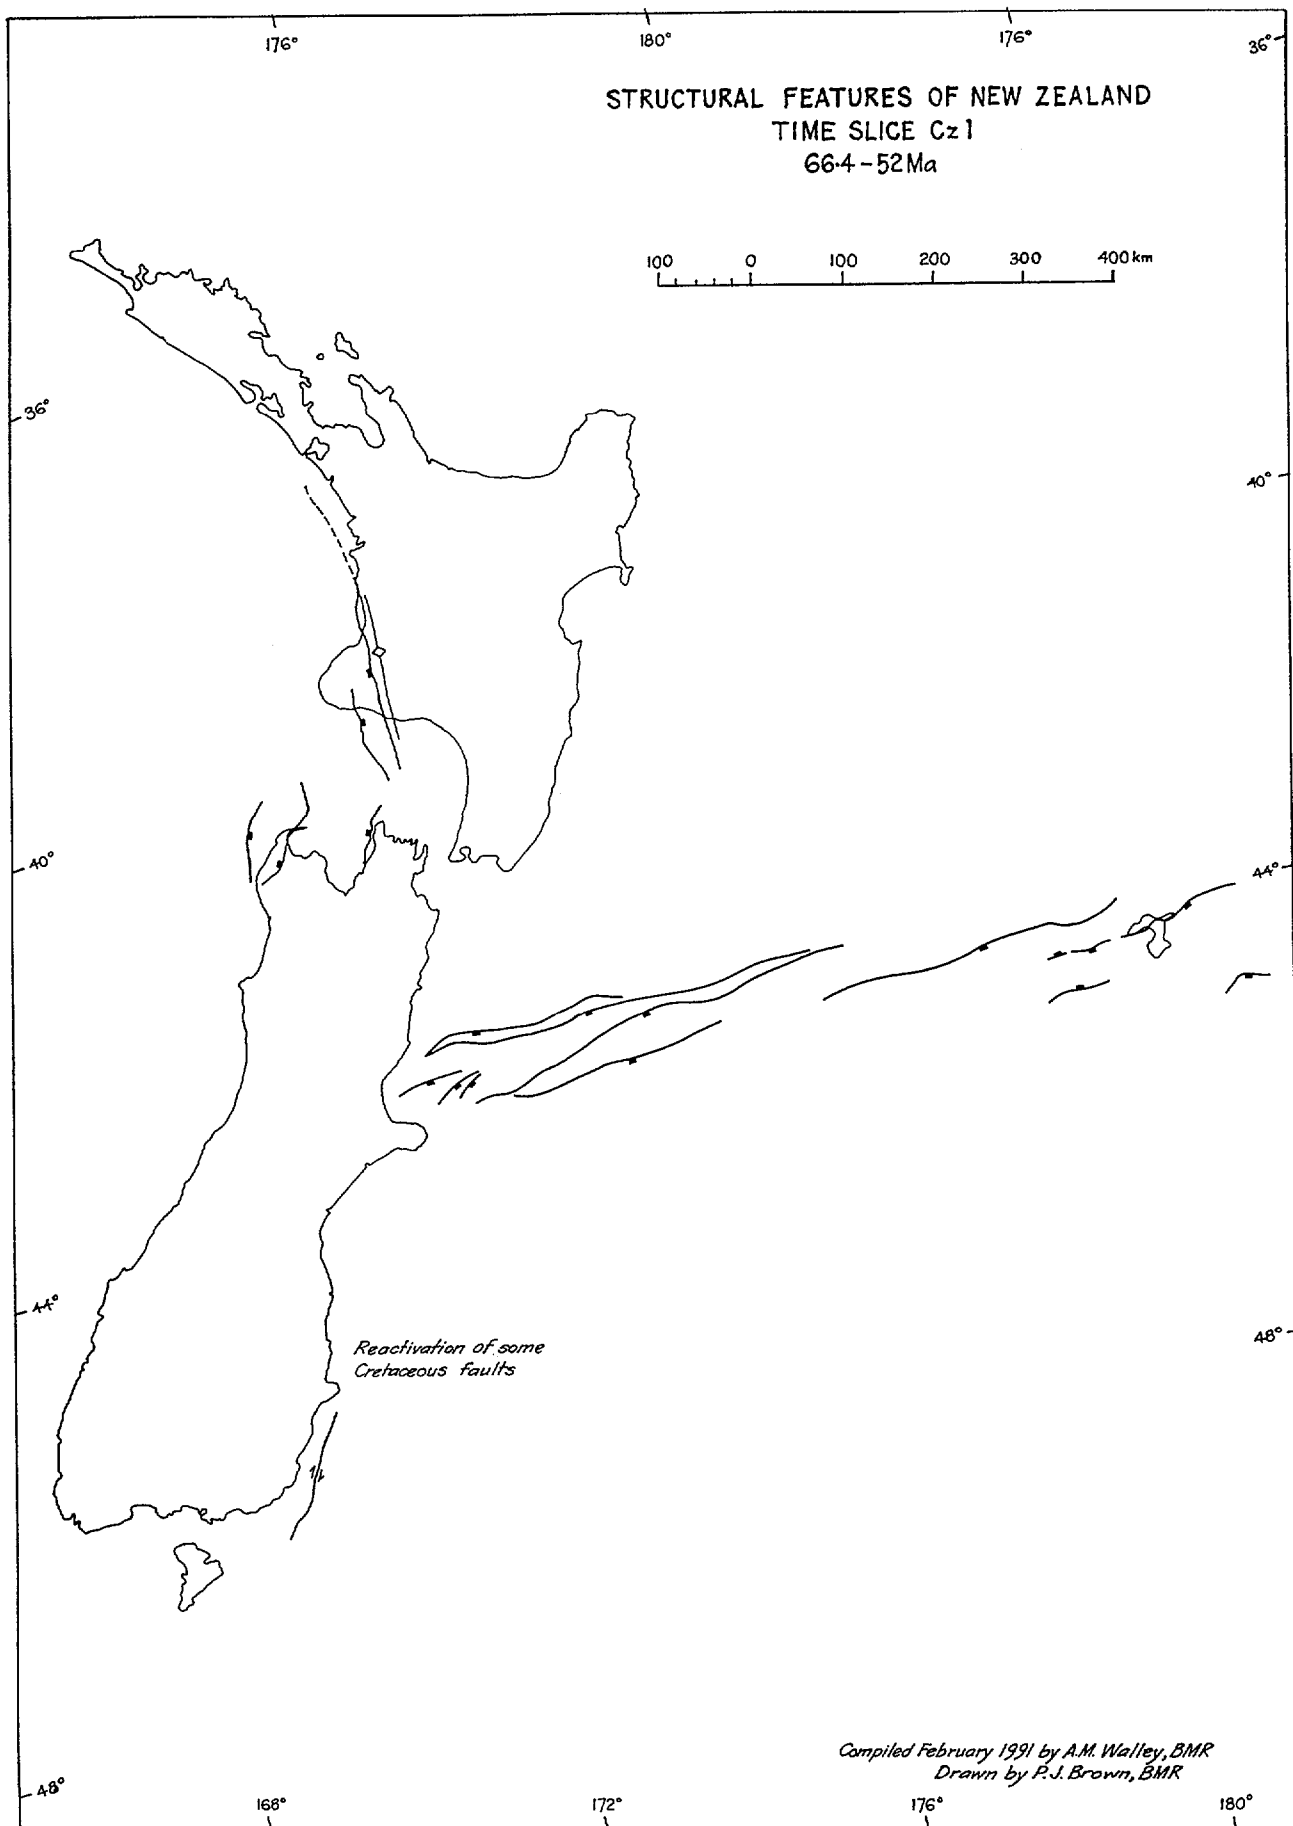 176°
180°
176°
36°
STRUCTURAL FEATURES OF NEW ZEALAND
TIME SLICE Cz1
66·4-52Ma
100 0 100 200 300 400km
36°
40°
40°
44°
44°
48°
Reactivation of some
Cretaceous faults
Compiled February 1991 by A.M. Walley, BMR
Drawn by P.J. Brown, BMR
48°
168°
172°
176°
180°